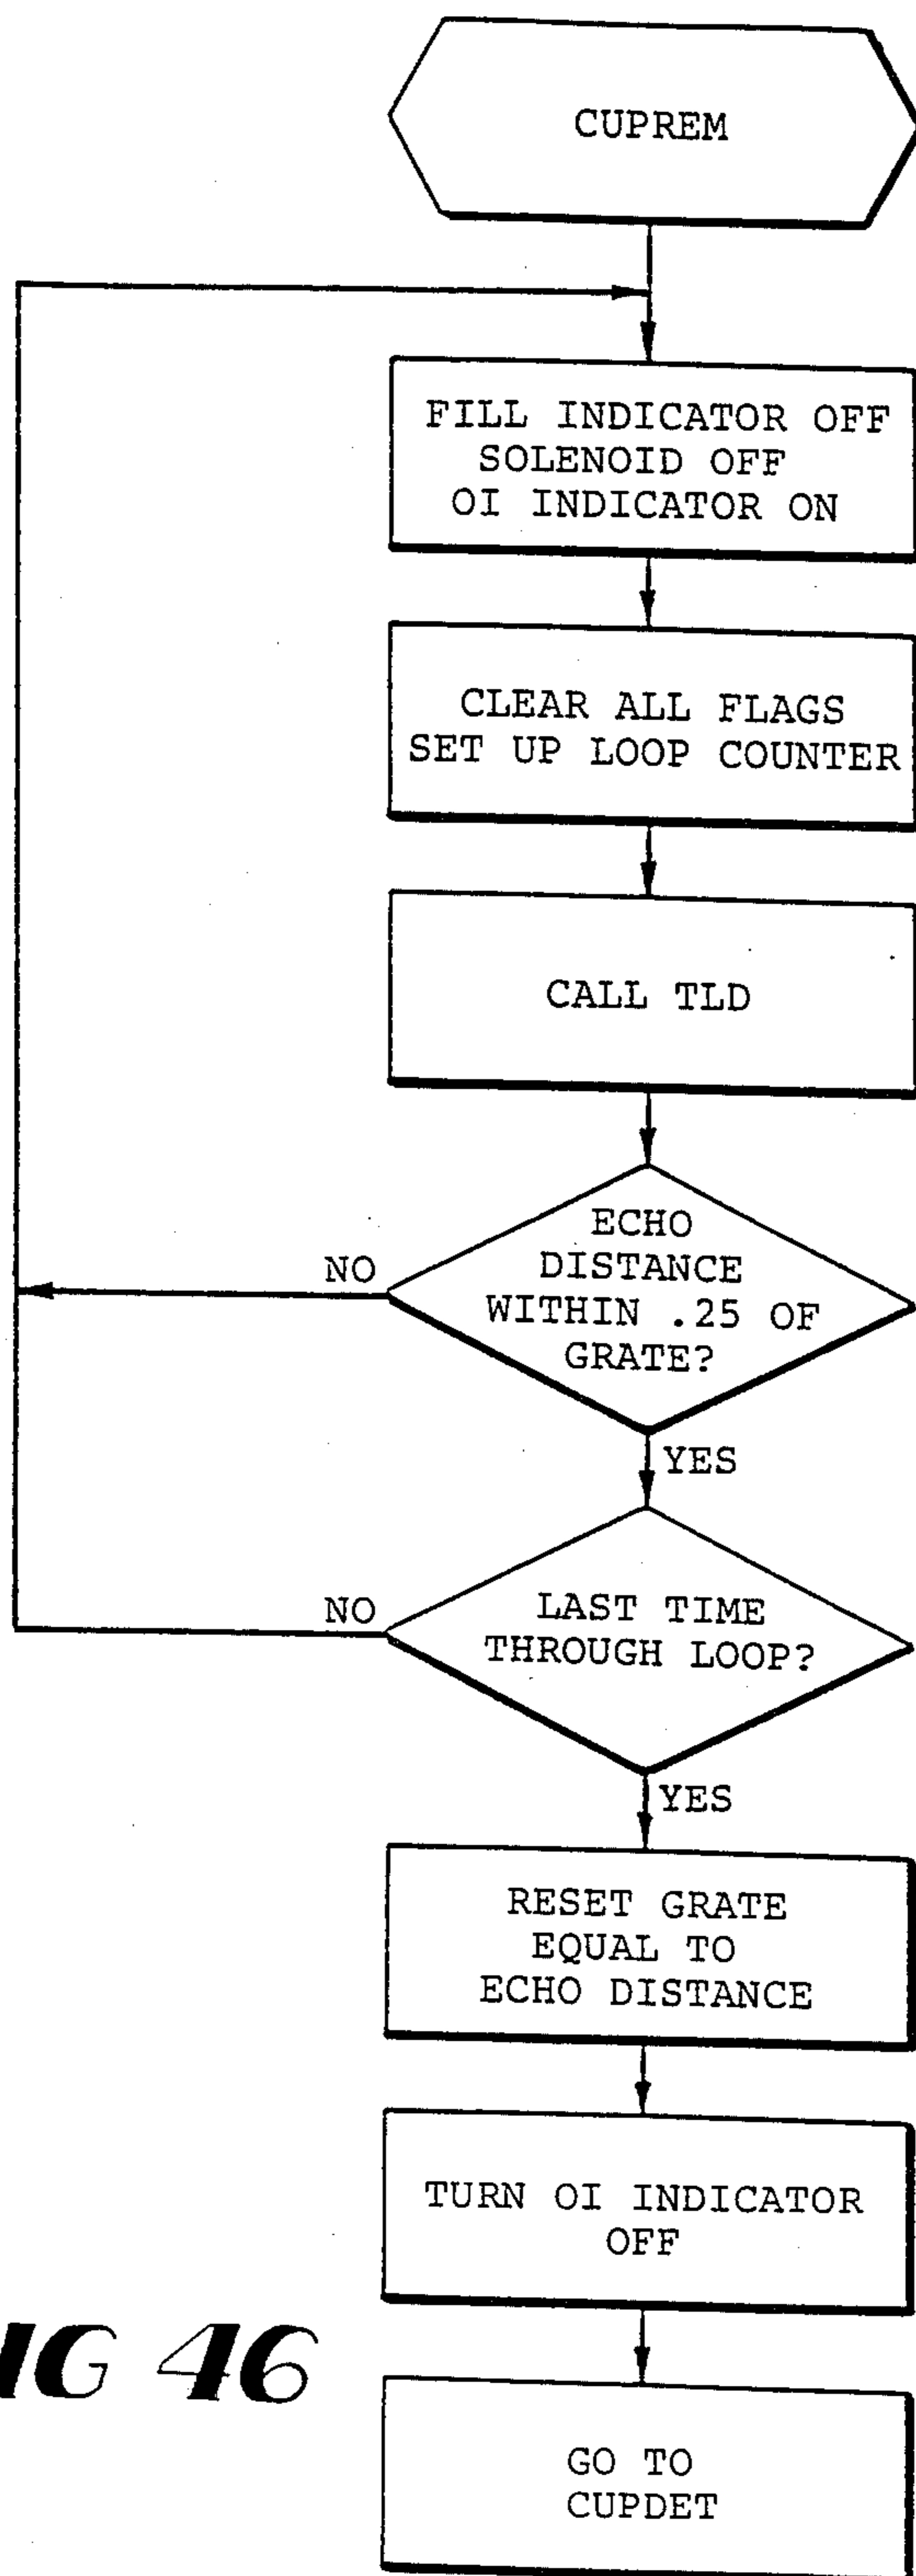 CUPREM
FILL INDICATOR OFF
SOLENOID OFF
OI INDICATOR ON
CLEAR ALL FLAGS
SET UP LOOP COUNTER
CALL TLD
ECHO
DISTANCE
WITHIN .25 OF
GRATE?
NO
YES
LAST TIME
THROUGH LOOP?
NO
YES
RESET GRATE
EQUAL TO
ECHO DISTANCE
TURN OI INDICATOR
OFF
GO TO
CUPDET
IG 46